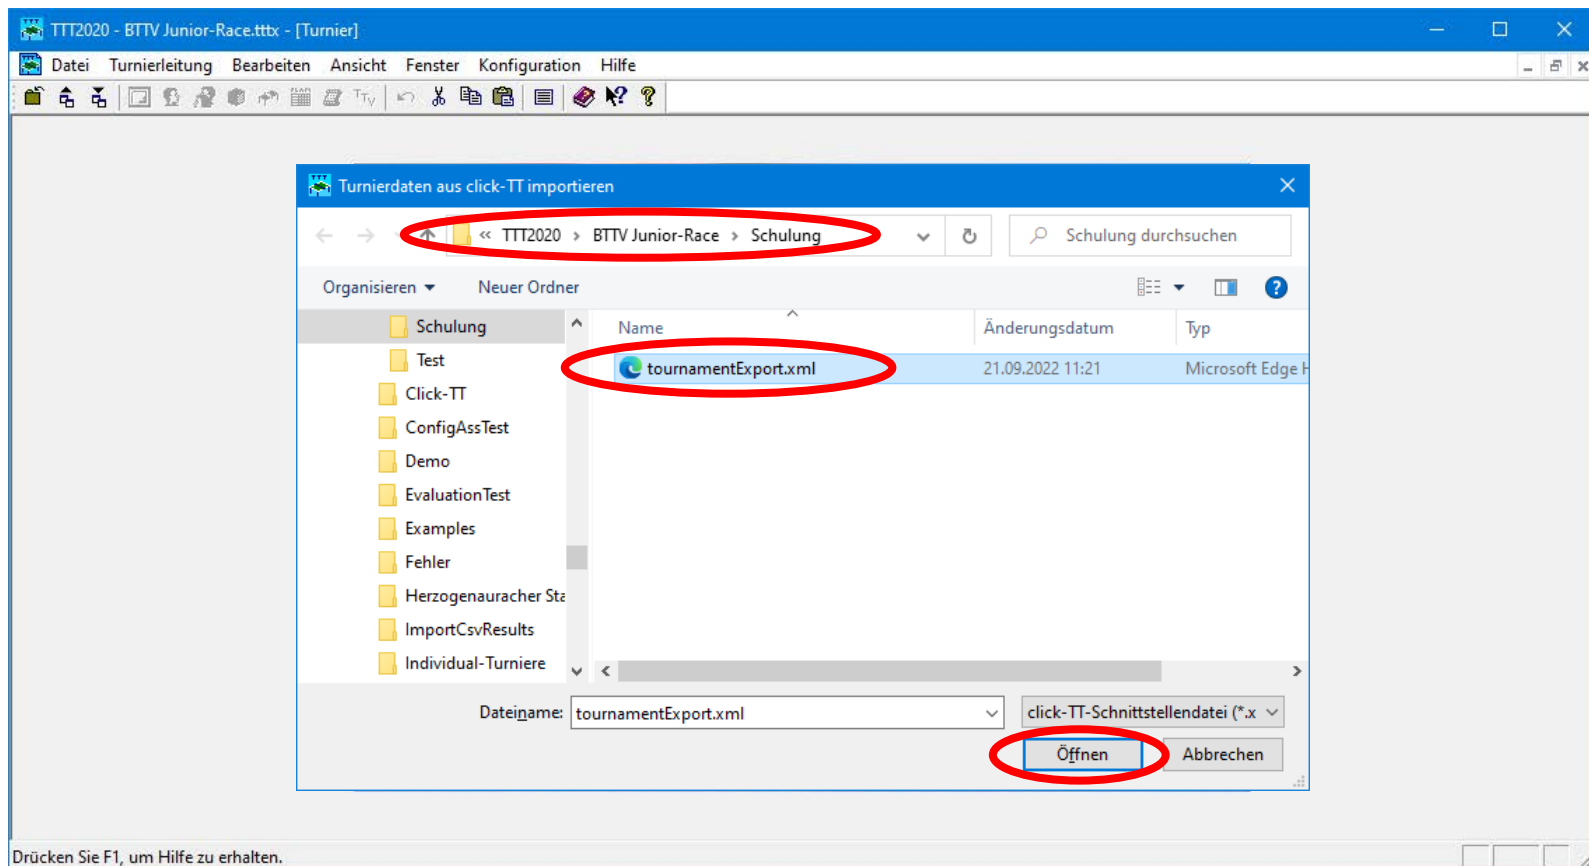 TTT2020 - BTTV Junior-Race.tttx - [Turnier]
Datei Turnierleitung Bearbeiten Ansicht Fenster Konfiguration Hilfe
Turnierdaten aus click-TT importieren
« TTT2020 › BTTV Junior-Race › Schulung
Schulung durchsuchen
Organisieren Neuer Ordner
Schulung
Test
Click-TT
ConfigAssTest
Demo
EvaluationTest
Examples
Fehler
Herzogenauracher Sta
ImportCsvResults
Individual-Turniere
Name Änderungsdatum Typ
tournamentExport.xml 21.09.2022 11:21 Microsoft Edge H
Dateiname: tournamentExport.xml click-TT-Schnittstellendatei (*.x
Öffnen Abbrechen
Drücken Sie F1, um Hilfe zu erhalten.